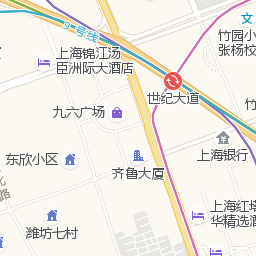 9号线
文
竹园小
张杨校
上海锦江汤
臣洲际大酒店
世纪大道
九六广场
上海银行
东欣小区
齐鲁大厦
北
路
上海红塔
华精选酒
潍坊七村